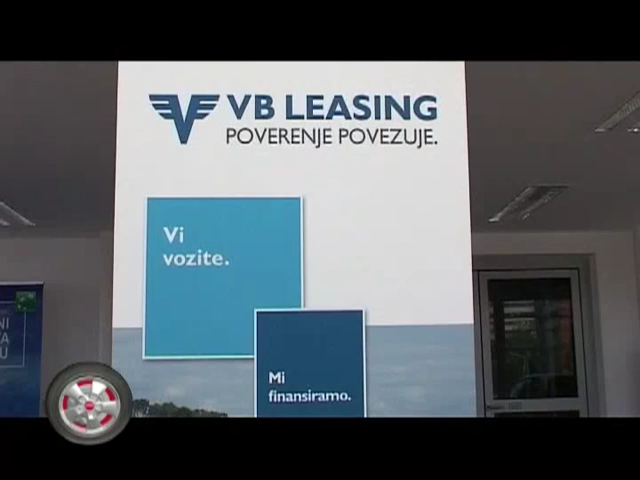 VB LEASING
POVERENJE POVEZUJE.
Vi
vozite.
Mi
finansiramo.